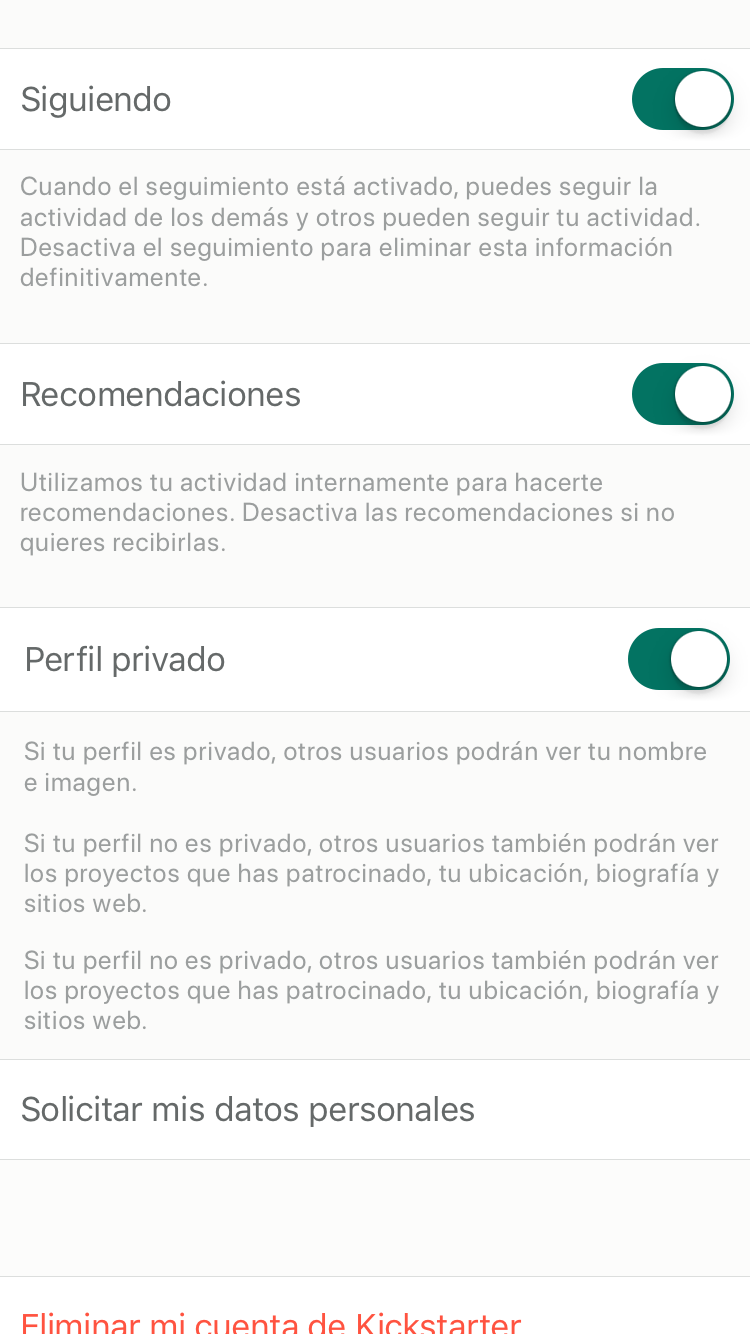 Siguiendo
Cuando el seguimiento está activado, puedes seguir la
actividad de los demás y otros pueden seguir tu actividad.
Desactiva el seguimiento para eliminar esta información
definitivamente.
Recomendaciones
Utilizamos tu actividad internamente para hacerte
recomendaciones. Desactiva las recomendaciones si no
quieres recibirlas.
Perfil privado
Si tu perfil es privado, otros usuarios podrán ver tu nombre
e imagen.
Si tu perfil no es privado, otros usuarios también podrán ver
los proyectos que has patrocinado, tu ubicación, biografía y
sitios web.
Si tu perfil no es privado, otros usuarios también podrán ver
los proyectos que has patrocinado, tu ubicación, biografía y
sitios web.
Solicitar mis datos personales
Eliminar mi cuenta de Kickstarter